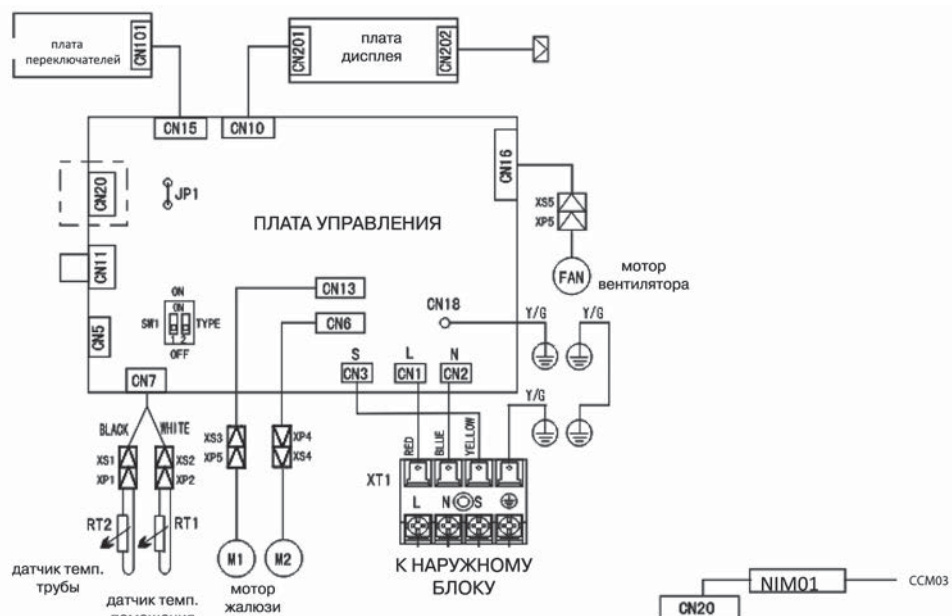 плата
переключателей
CN101
CN201
плата
дисплея
CN202
CN15
CN10
CN16
CN20
JP1
ПЛАТА УПРАВЛЕНИЯ
XS5
XP5
FAN
мотор
вентилятора
CN11
CN13
CN6
CN18
Y/G
Y/G
ON
ON
SW1
TYPE
1 2
OFF
CN5
S
L
N
CN3
CN1
CN2
CN7
Y/G
BLACK
WHITE
RED
BLUE
YELLOW
XS1
XP1
XS2
XP2
XS3
XP5
XP4
XS4
XT1
L
N
S
RT2
RT1
M1
M2
датчик темп.
трубы
датчик темп.
мотор
жалюзи
К НАРУЖНОМУ
БЛОКУ
NIM01
CCM03
CN20